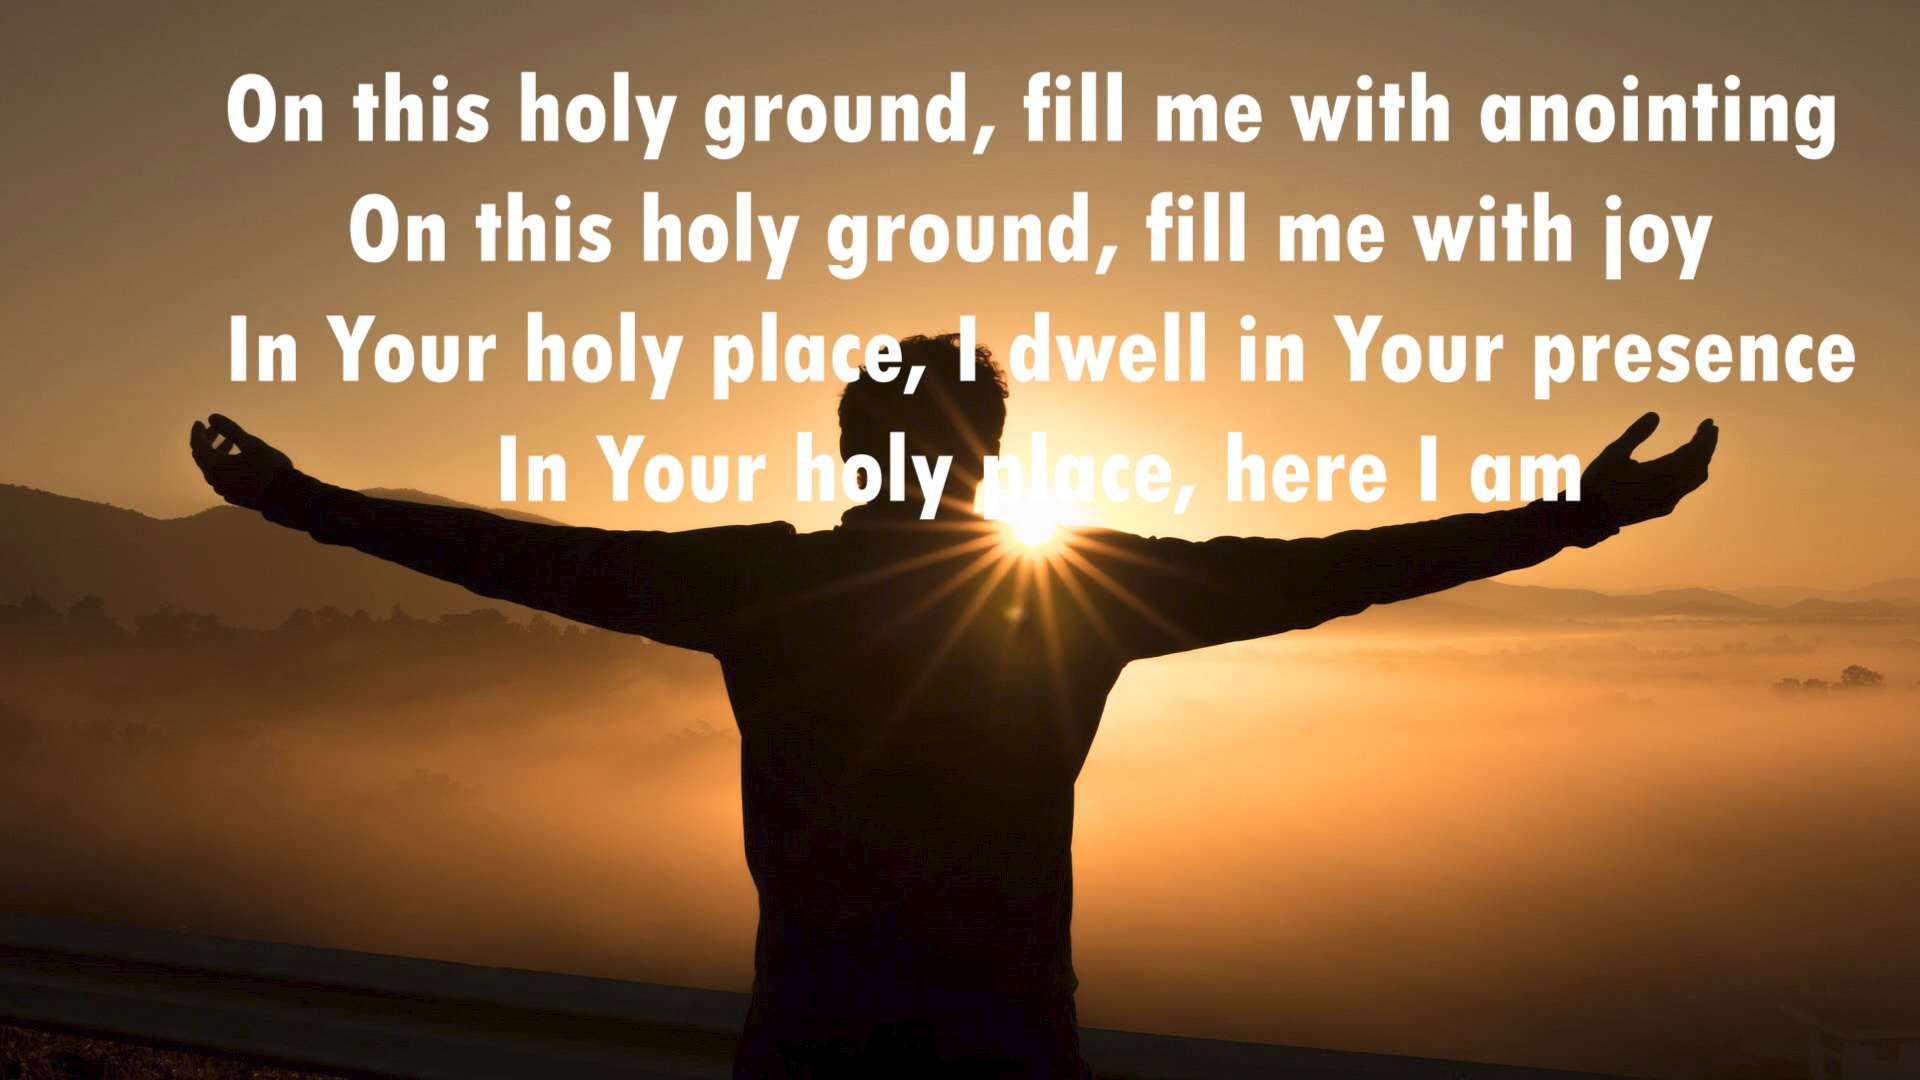 On this holy ground, fill me with anointing
On this holy ground, fill me with joy
In Your holy place, I dwell in Your presence
In Your holy place, here I am